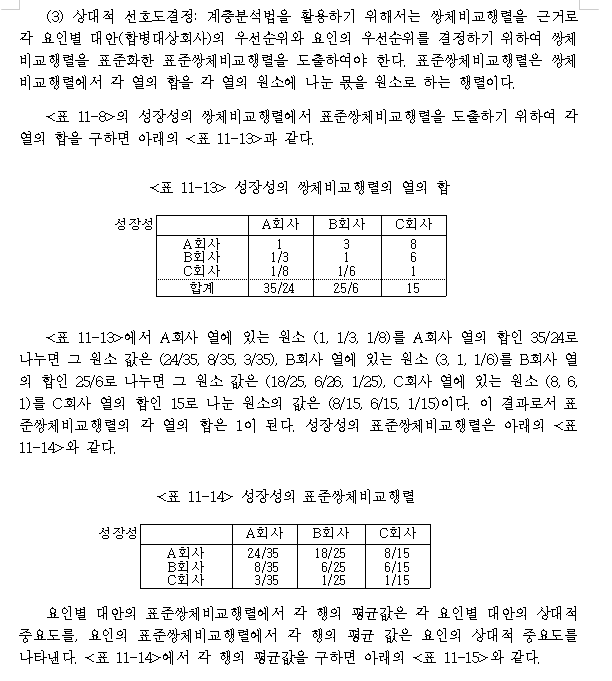 (3) 상대적 선호도결정: 계층분석법을 활용하기 위해서는 쌍체비교행렬을 근거로
각 요인별 대안(합병대상회사)의 우선순위와 요인의 우선순위를 결정하기 위하여 쌍체
비교행렬을 표준화한 표준쌍체비교행렬을 도출하여야 한다. 표준쌍체비교행렬은 쌍체
비교행렬에서 각 열의 합을 각 열의 원소에 나눈 몫을 원소로 하는 행렬이다.
<표 11-8>의 성장성의 쌍체비교행렬에서 표준쌍체비교행렬을 도출하기 위하여 각
열의 합을 구하면 아래의 <표 11-13>과 같다.
<표 11-13> 성장성의 쌍체비교행렬의 열의 합
성장성 A회사 B회사 C회사
A회사 1 3 8
B회사 1/3 1 6
C회사 1/8 1/6 1
합계 35/24 25/6 15
<표 11-13>에서 A회사 열에 있는 원소 (1, 1/3, 1/8)를 A회사 열의 합인 35/24로
나누면 그 원소 값은 (24/35, 8/35, 3/35), B회사 열에 있는 원소 (3, 1, 1/6)를 B회사 열
의 합인 25/6로 나누면 그 원소 값은 (18/25, 6/26, 1/25), C회사 열에 있는 원소 (8, 6,
1)를 C회사 열의 합인 15로 나눈 원소의 값은 (8/15, 6/15, 1/15)이다. 이 결과로서 표
준쌍체비교행렬의 각 열의 합은 1이 된다. 성장성의 표준쌍체비교행렬은 아래의 <표
11-14>와 같다.
<표 11-14> 성장성의 표준쌍체비교행렬
성장성 A회사 B회사 C회사
A회사 24/35 18/25 8/15
B회사 8/35 6/25 6/15
C회사 3/35 1/25 1/15
요인별 대안의 표준쌍체비교행렬에서 각 행의 평균값은 각 요인별 대안의 상대적
중요도를, 요인의 표준쌍체비교행렬에서 각 행의 평균 값은 요인의 상대적 중요도를
나타낸다. <표 11-14>에서 각 행의 평균값을 구하면 아래의 <표 11-15>와 같다.